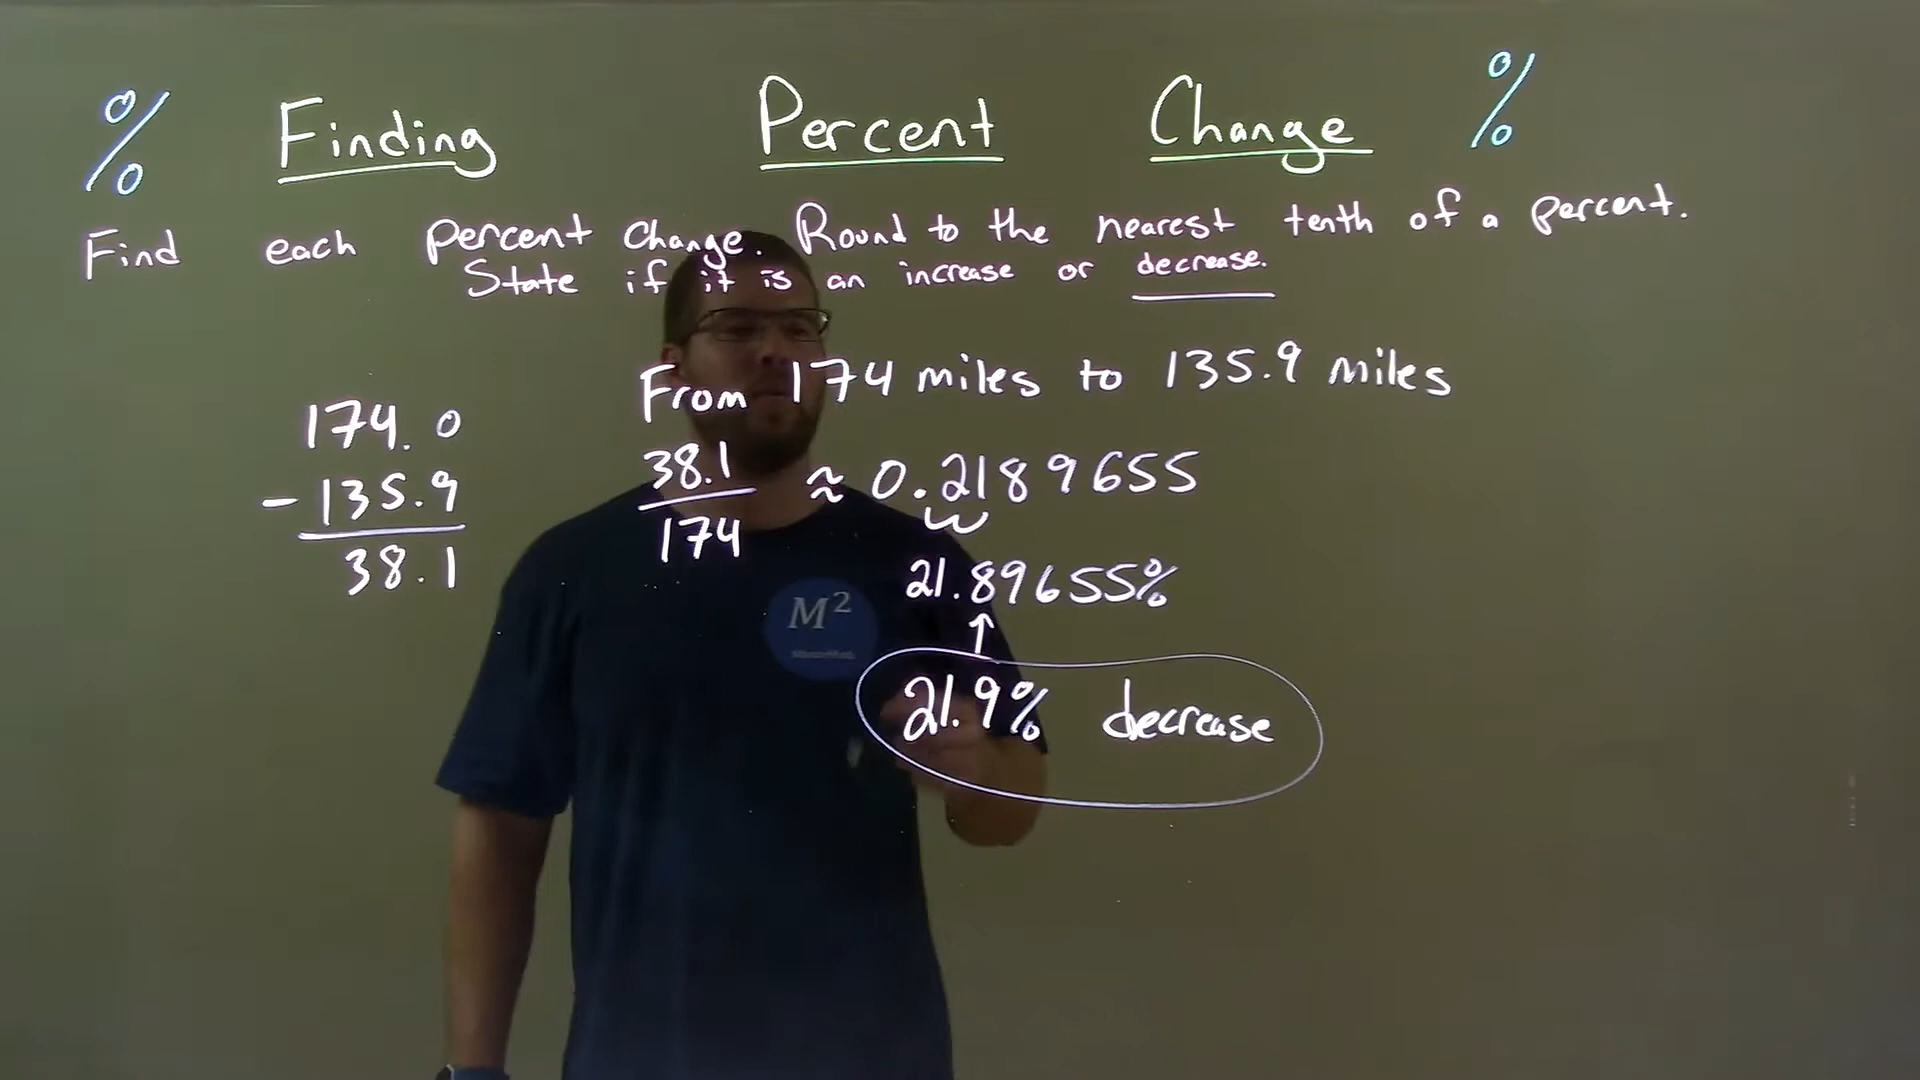 % Finding Percent Change %
Find each percent change. Round to the nearest tenth of a percent.
State if it is an increase or decrease.
From 174 miles to 135.9 miles
174.0
- 135.9
38.1
38.1
174
≈ 0.2189655
21.89655%
↑
21.9% decrease
M²